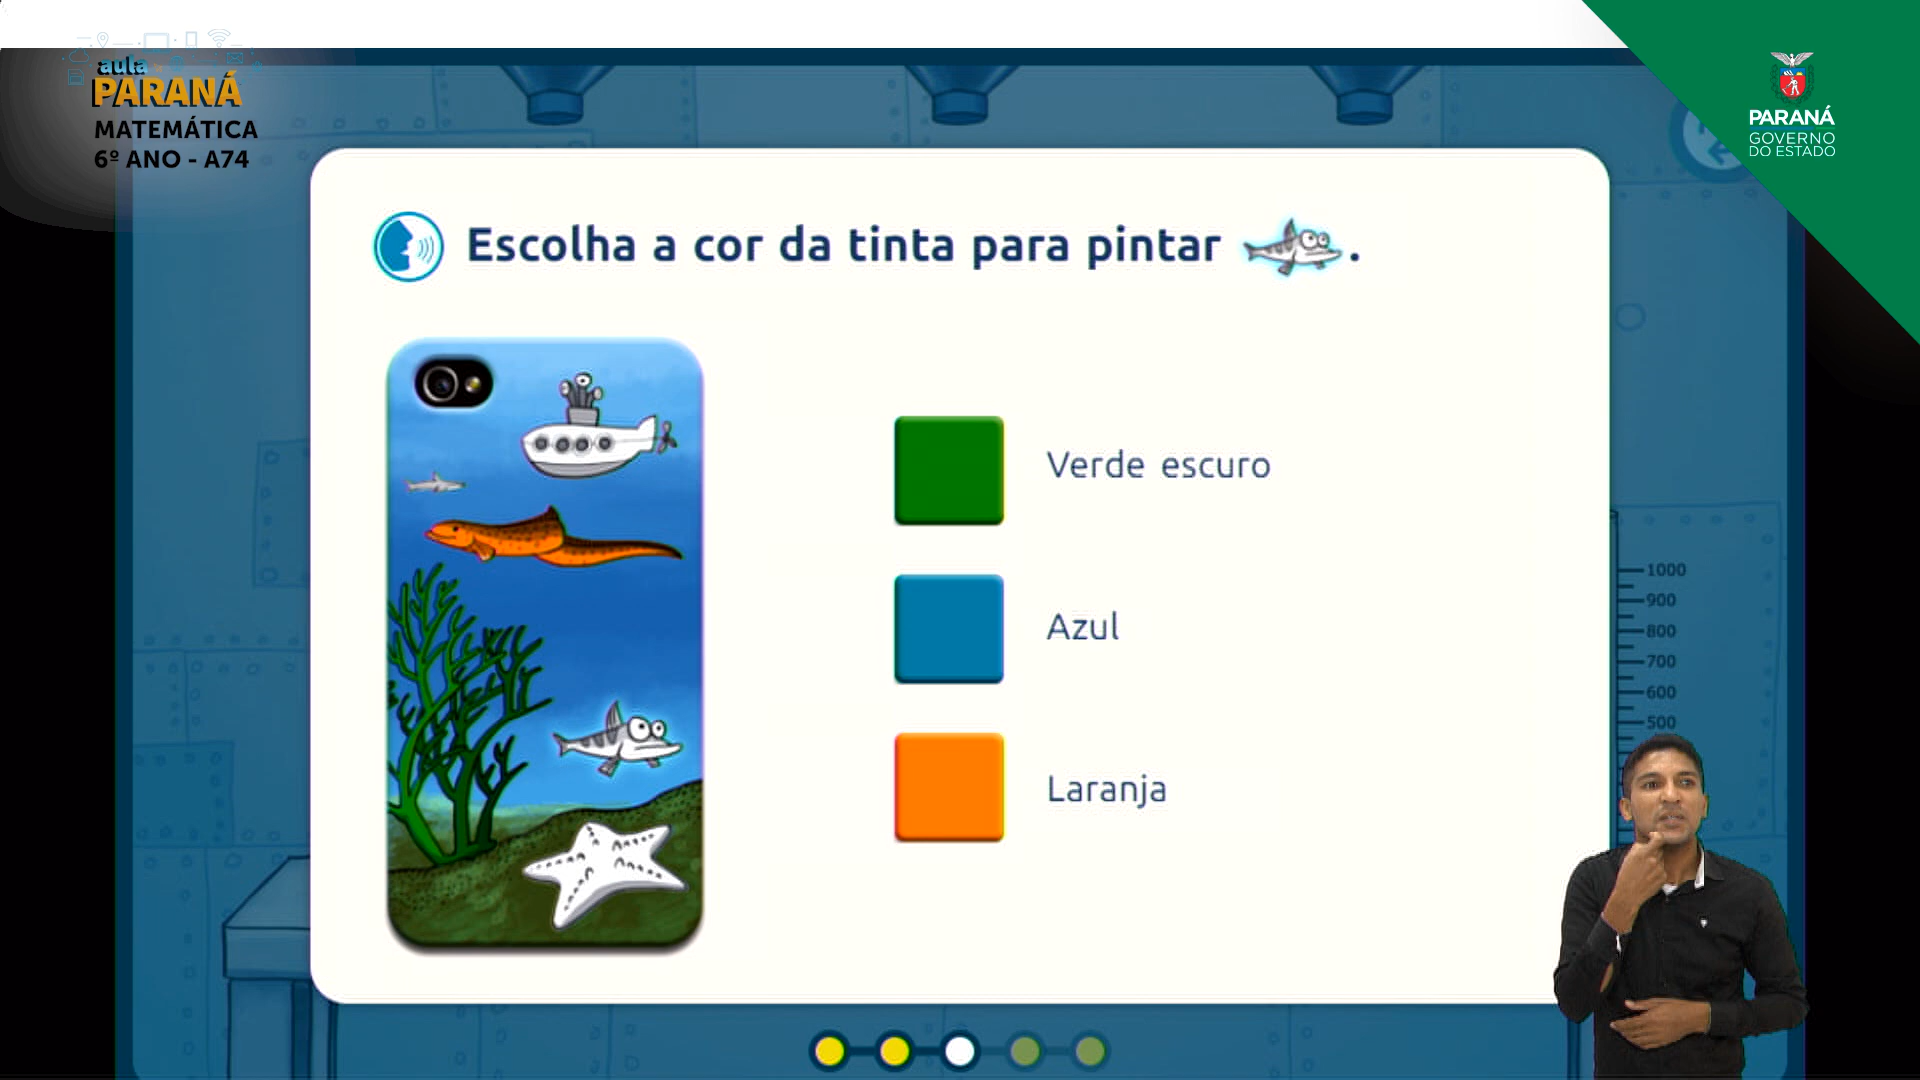 aula
PARANÁ
MATEMÁTICA
6º ANO - A74
PARANÁ
GOVERNO
DO ESTADO
Escolha a cor da tinta para pintar .
Verde escuro
Azul
Laranja
1000
900
800
700
600
500